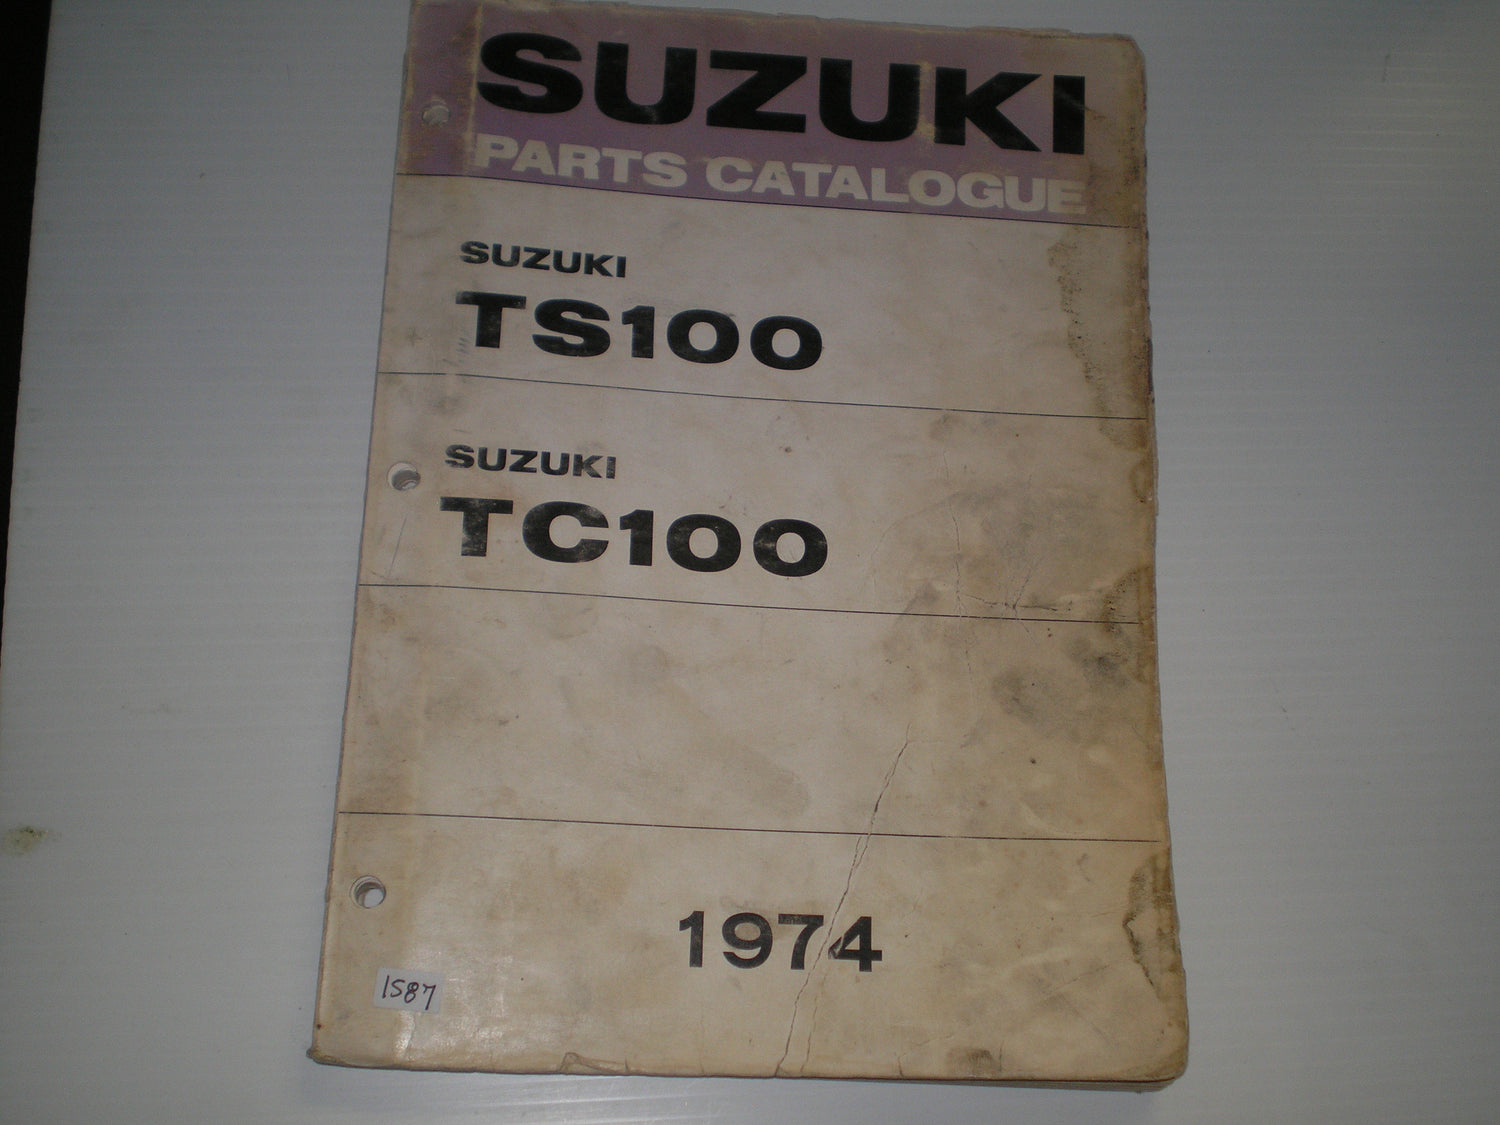 SUZUKI
PARTS CATALOGUE
SUZUKI
TS100
SUZUKI
TC100
1974
1587